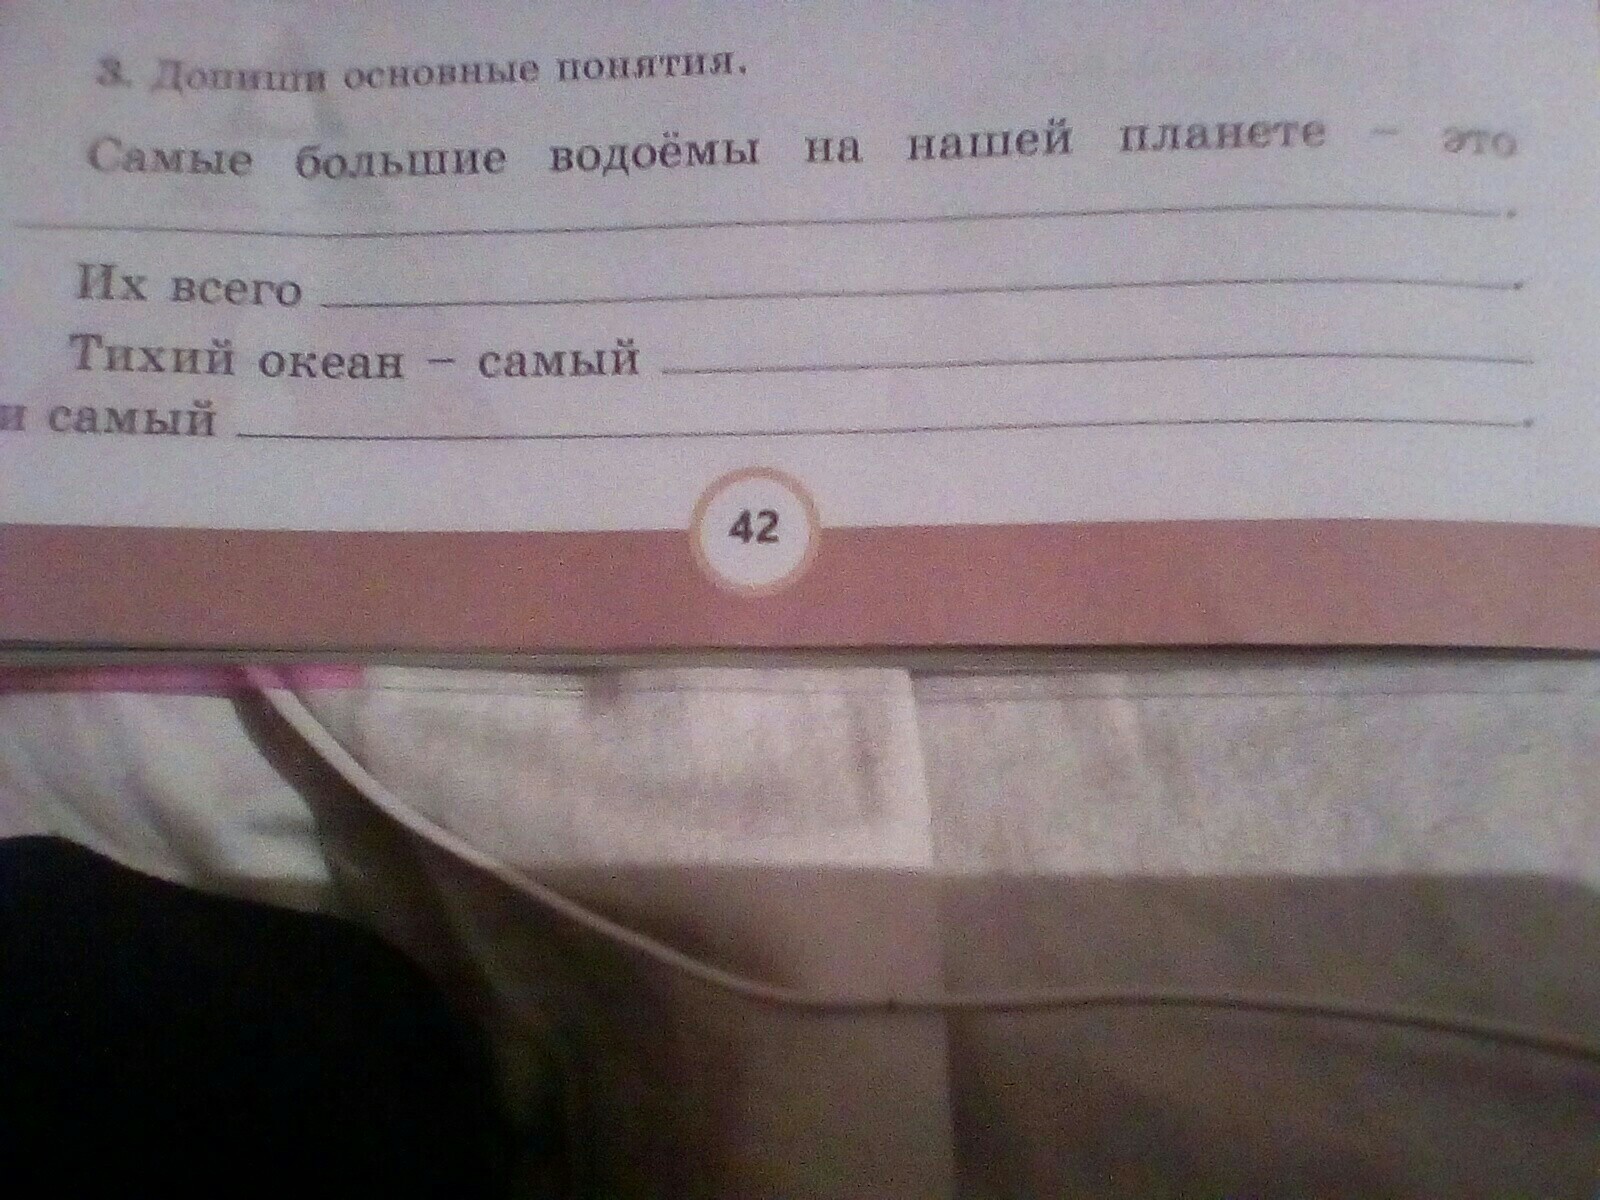 3. Допиши основные понятия.
Самые большие водоёмы на нашей планете – это
.
Их всего .
Тихий океан – самый
и самый .
42